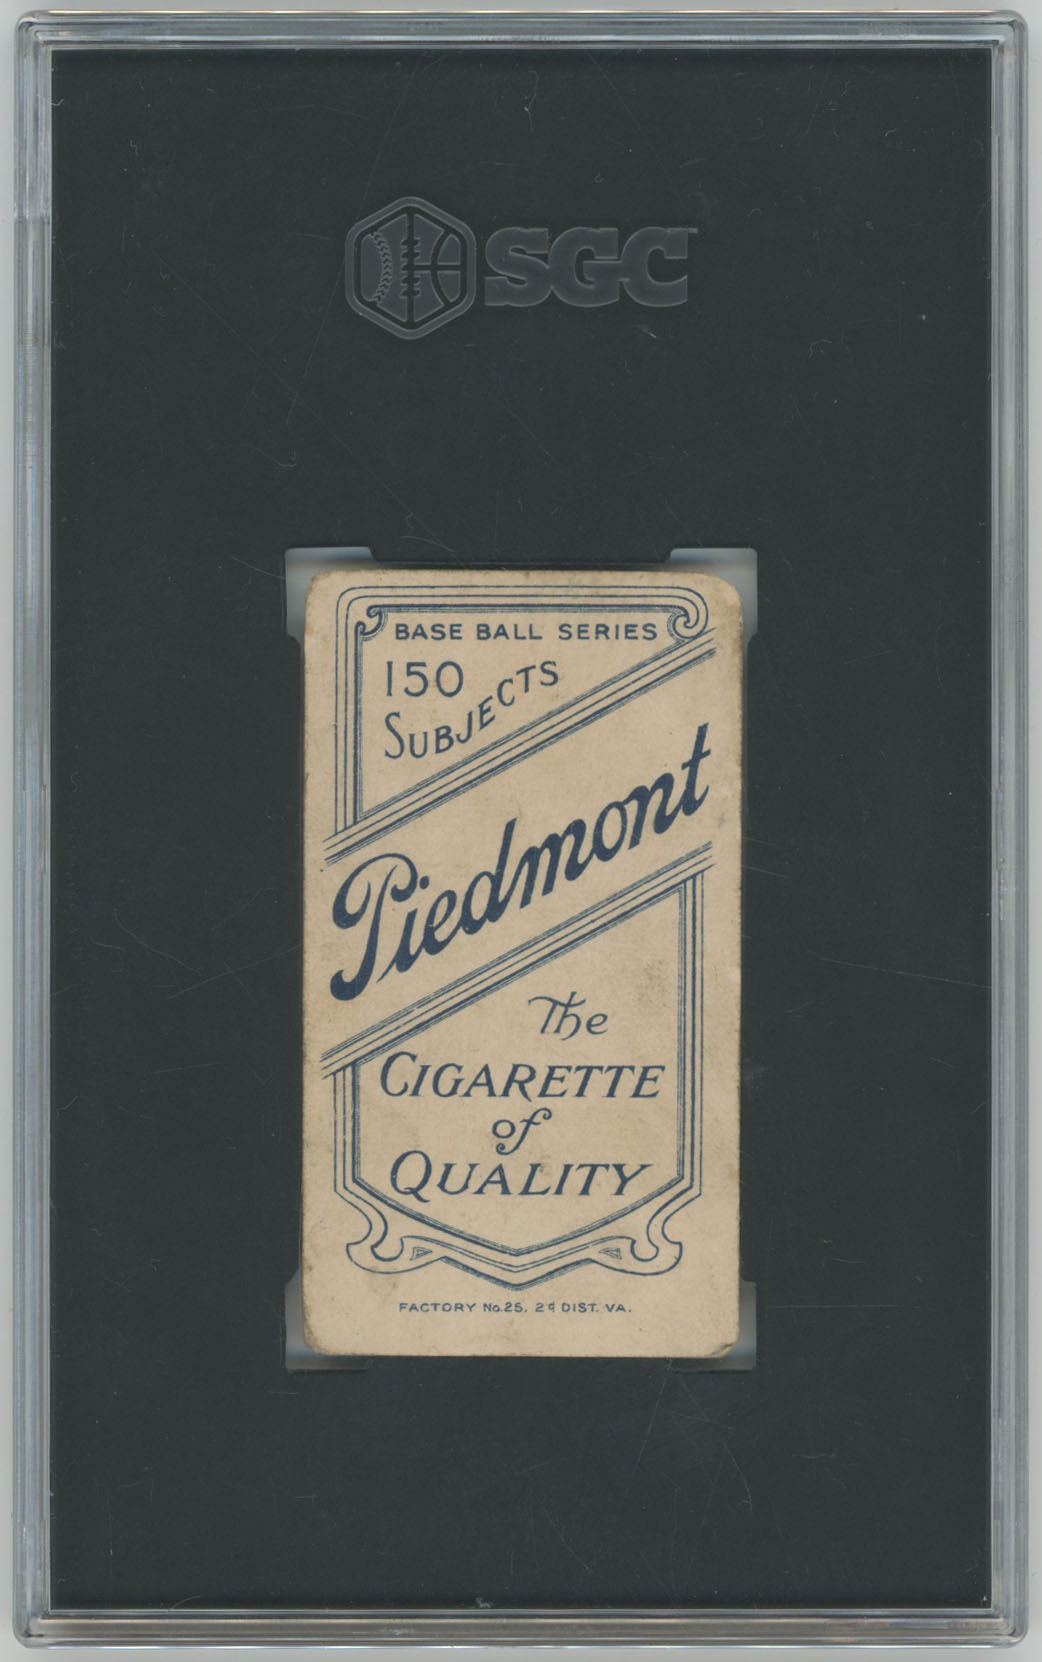 SGC
BASE BALL SERIES
150
SUBJECTS
Piedmont
The
CIGARETTE
of
QUALITY
FACTORY No.25. 2d DIST. VA.